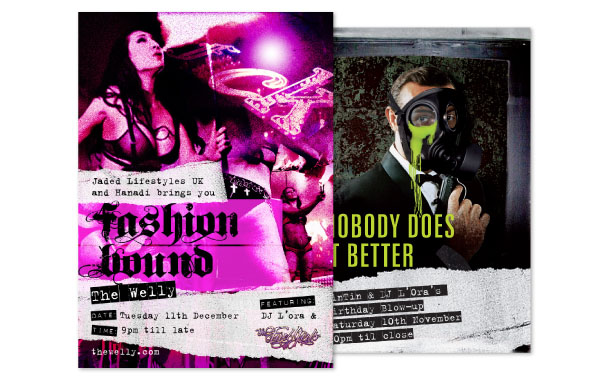 Jaded Lifestyles UK
and Hanadi brings you
fashion
bound
The Welly
DATE Tuesday 11th December
TIME 9pm till late
thewelly.com
FEATURING
DJ L'ora &
OBODY DOES
T BETTER
nTin & DJ L'Ora's
irthday Blow-up
aturday 10th November
0pm til close